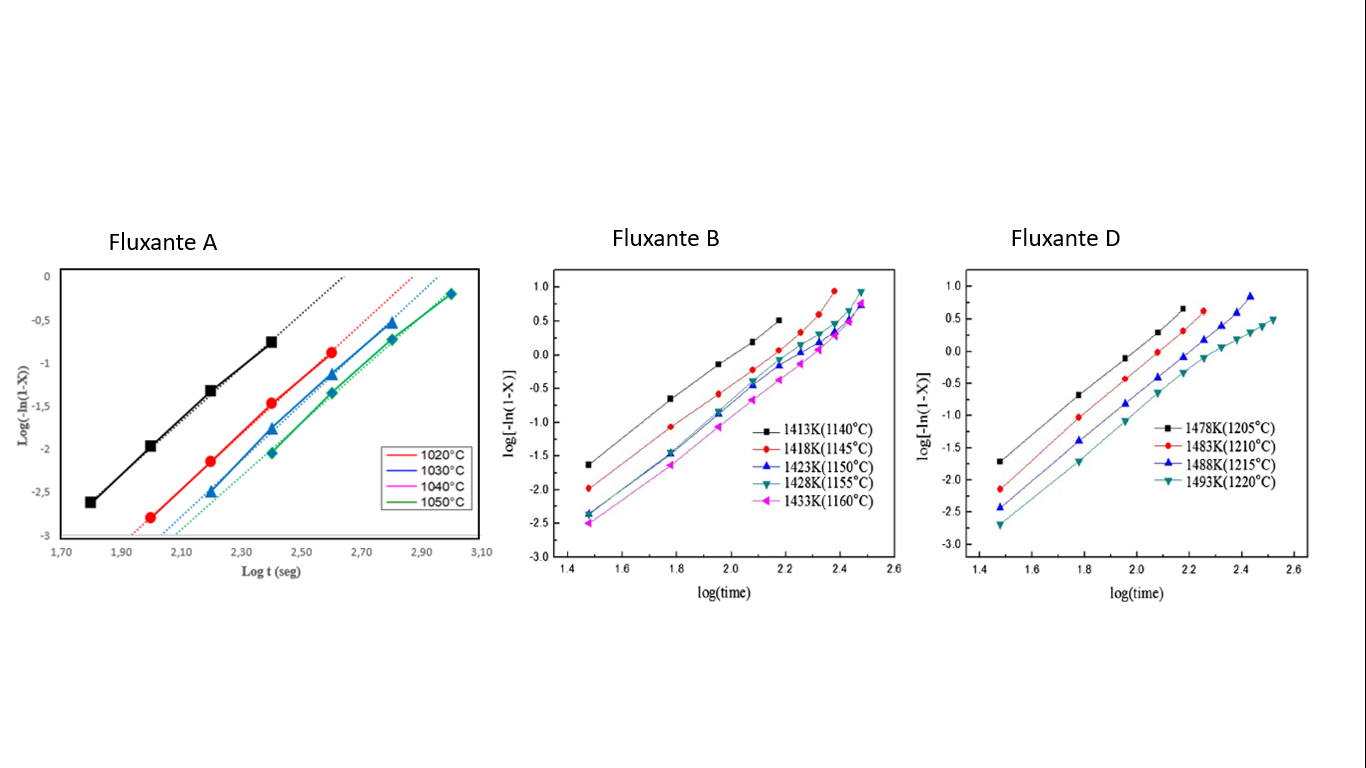 Fluxante A
Fluxante B
Fluxante D
Log(-ln(1-X))
0
-0,5
-1
-1,5
-2
-2,5
-3
1,70
1,90
2,10
2,30
2,50
2,70
2,90
3,10
Log t (seg)
1020°C
1030°C
1040°C
1050°C
log[-ln(1-X)]
1.0
0.5
0.0
-0.5
-1.0
-1.5
-2.0
-2.5
-3.0
1.4
1.6
1.8
2.0
2.2
2.4
2.6
log(time)
1413K(1140°C)
1418K(1145°C)
1423K(1150°C)
1428K(1155°C)
1433K(1160°C)
log[-ln(1-X)]
1.0
0.5
0.0
-0.5
-1.0
-1.5
-2.0
-2.5
-3.0
1.4
1.6
1.8
2.0
2.2
2.4
2.6
log(time)
1478K(1205°C)
1483K(1210°C)
1488K(1215°C)
1493K(1220°C)